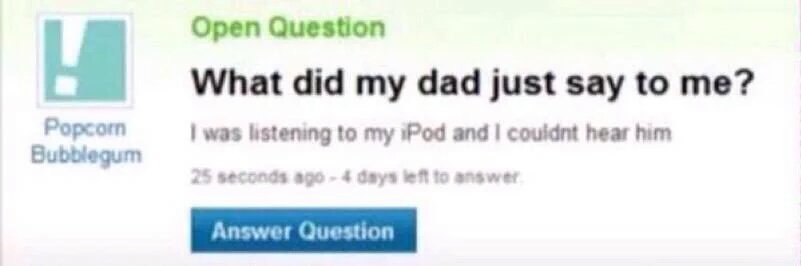 Open Question
What did my dad just say to me?
Popcorn
Bubblegum
I was listening to my iPod and I couldnt hear him
25 seconds ago - 4 days left to answer.
Answer Question